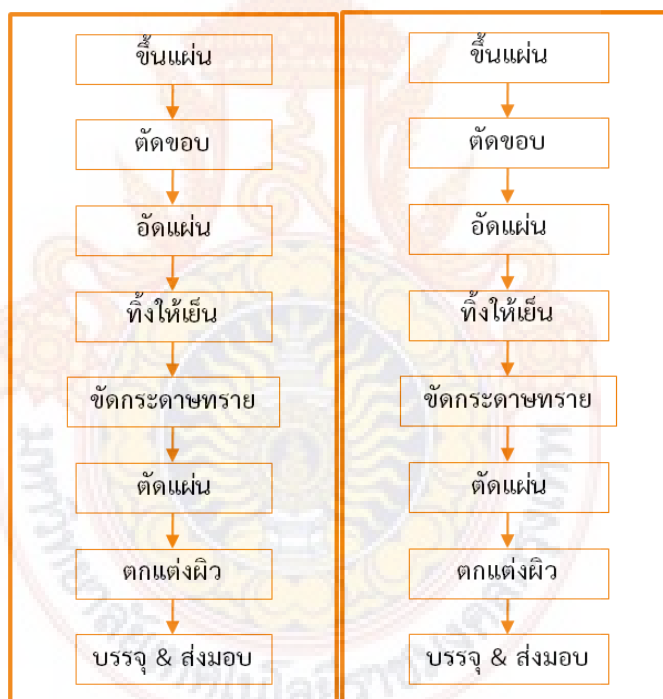 ขึ้นแผ่น
ตัดขอบ
อัดแผ่น
ทิ้งให้เย็น
ขัดกระดาษทราย
ตัดแผ่น
ตกแต่งผิว
บรรจุ & ส่งมอบ
ขึ้นแผ่น
ตัดขอบ
อัดแผ่น
ทิ้งให้เย็น
ขัดกระดาษทราย
ตัดแผ่น
ตกแต่งผิว
บรรจุ & ส่งมอบ